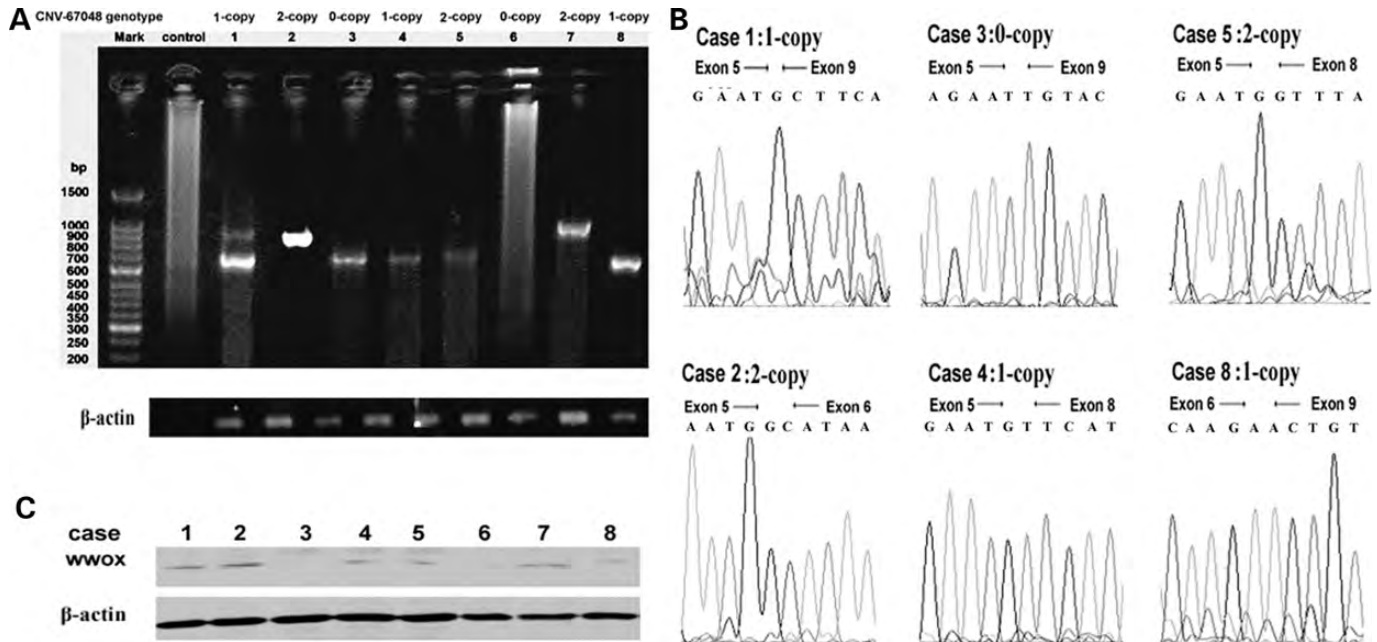 A
CNV-67048 genotype 1-copy 2-copy 0-copy 1-copy 2-copy 0-copy 2-copy 1-copy
Mark control 1 2 3 4 5 6 7 8
bp
1500
1000
900
800
700
600
500
450
400
350
300
250
200
β-actin
B
Case 1:1-copy
Exon 5 Exon 9
G A A T G C T T C A
Case 3:0-copy
Exon 5 Exon 9
A G A A T T G T A C
Case 5:2-copy
Exon 5 Exon 8
G A A T G G T T T A
Case 2:2-copy
Exon 5 Exon 6
A A T G G C A T A A
Case 4:1-copy
Exon 5 Exon 8
G A A T G T T C A T
Case 8:1-copy
Exon 6 Exon 9
C A A G A A C T G T
C
case 1 2 3 4 5 6 7 8
wwox
β-actin